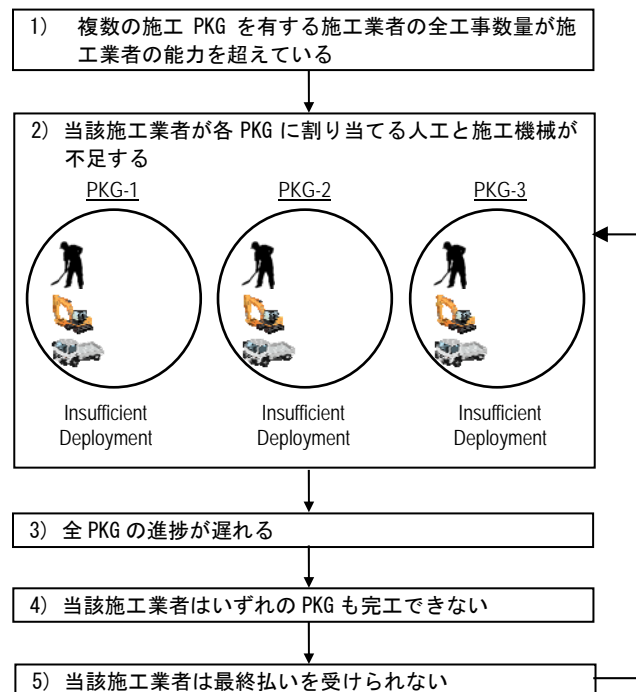 1) 複数の施工 PKG を有する施工業者の全工事数量が施
工業者の能力を超えている
2) 当該施工業者が各 PKG に割り当てる人工と施工機械が
不足する
PKG-1 PKG-2 PKG-3
Insufficient Insufficient Insufficient
Deployment Deployment Deployment
3) 全 PKG の進捗が遅れる
4) 当該施工業者はいずれの PKG も完工できない
5) 当該施工業者は最終払いを受けられない